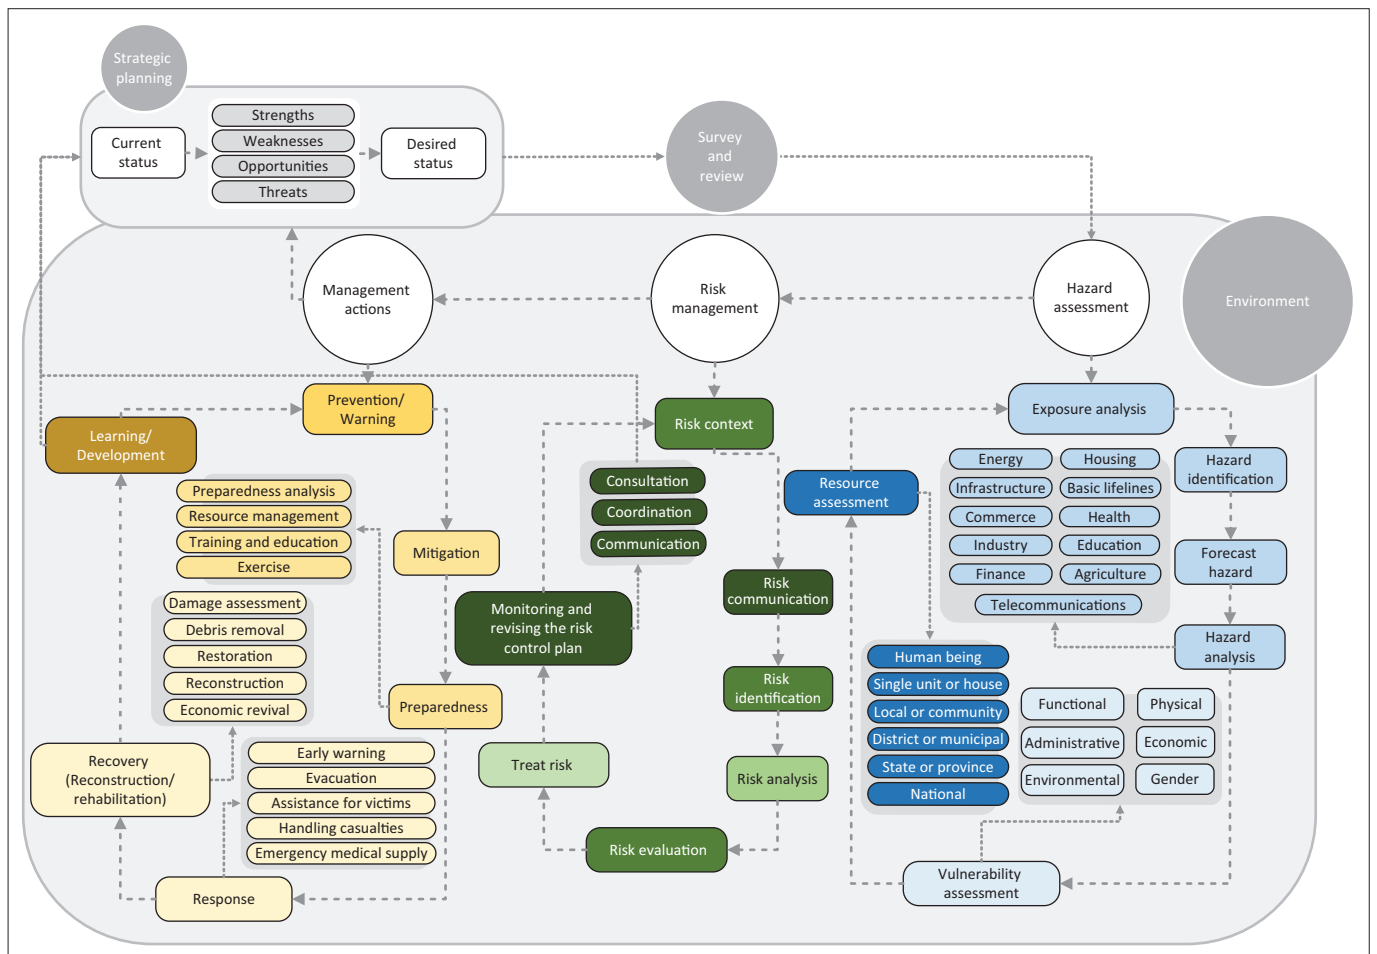 Strategic
planning
Current
status
Strengths
Weaknesses
Opportunities
Threats
Desired
status
Survey
and
review
Environment
Management
actions
Risk
management
Hazard
assessment
Learning/
Development
Prevention/
Warning
Preparedness analysis
Resource management
Training and education
Exercise
Mitigation
Damage assessment
Debris removal
Restoration
Reconstruction
Economic revival
Preparedness
Recovery
(Reconstruction/
rehabilitation)
Early warning
Evacuation
Assistance for victims
Handling casualties
Emergency medical supply
Response
Risk context
Consultation
Coordination
Communication
Monitoring and
revising the risk
control plan
Risk
communication
Risk
identification
Treat risk
Risk analysis
Risk evaluation
Exposure analysis
Resource
assessment
Energy
Housing
Infrastructure
Basic lifelines
Commerce
Health
Industry
Education
Finance
Agriculture
Telecommunications
Hazard
identification
Forecast
hazard
Hazard
analysis
Human being
Single unit or house
Local or community
District or municipal
State or province
National
Functional
Physical
Administrative
Economic
Environmental
Gender
Vulnerability
assessment